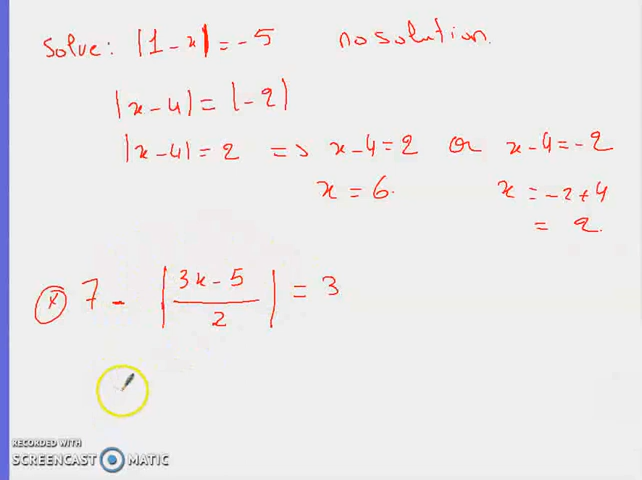 Solve: |1 - x| = -5 no solution.
|x - 4| = |-2|
|x - 4| = 2 => x - 4 = 2 or x - 4 = -2
x = 6. x = -2 + 4
= 2.
(x) 7 - |(3x - 5)/2| = 3
RECORDED WITH
SCREENCAST MATIC